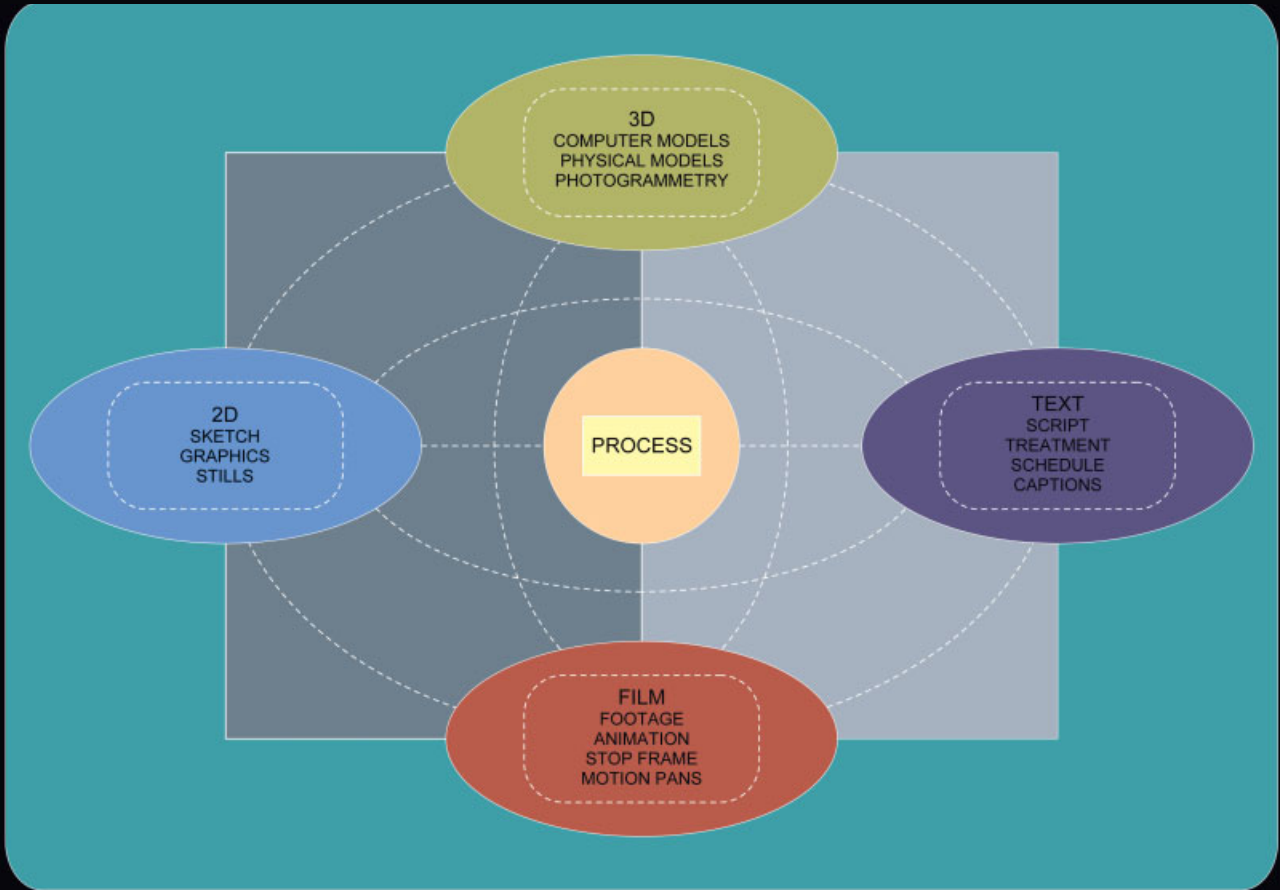 3D
COMPUTER MODELS
PHYSICAL MODELS
PHOTOGRAMMETRY
2D
SKETCH
GRAPHICS
STILLS
PROCESS
TEXT
SCRIPT
TREATMENT
SCHEDULE
CAPTIONS
FILM
FOOTAGE
ANIMATION
STOP FRAME
MOTION PANS